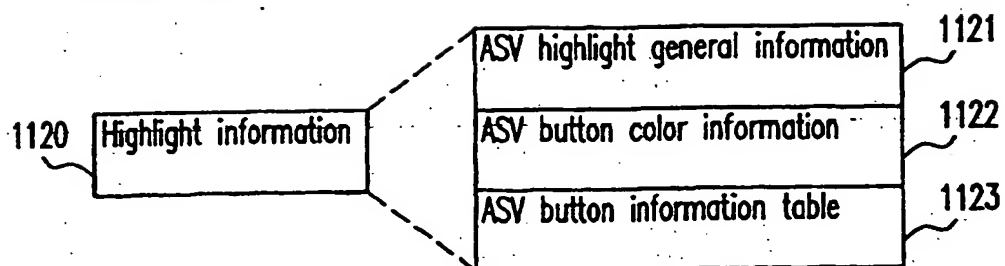 ASV highlight general information 1121
1120 Highlight information
ASV button color information 1122
ASV button information table 1123